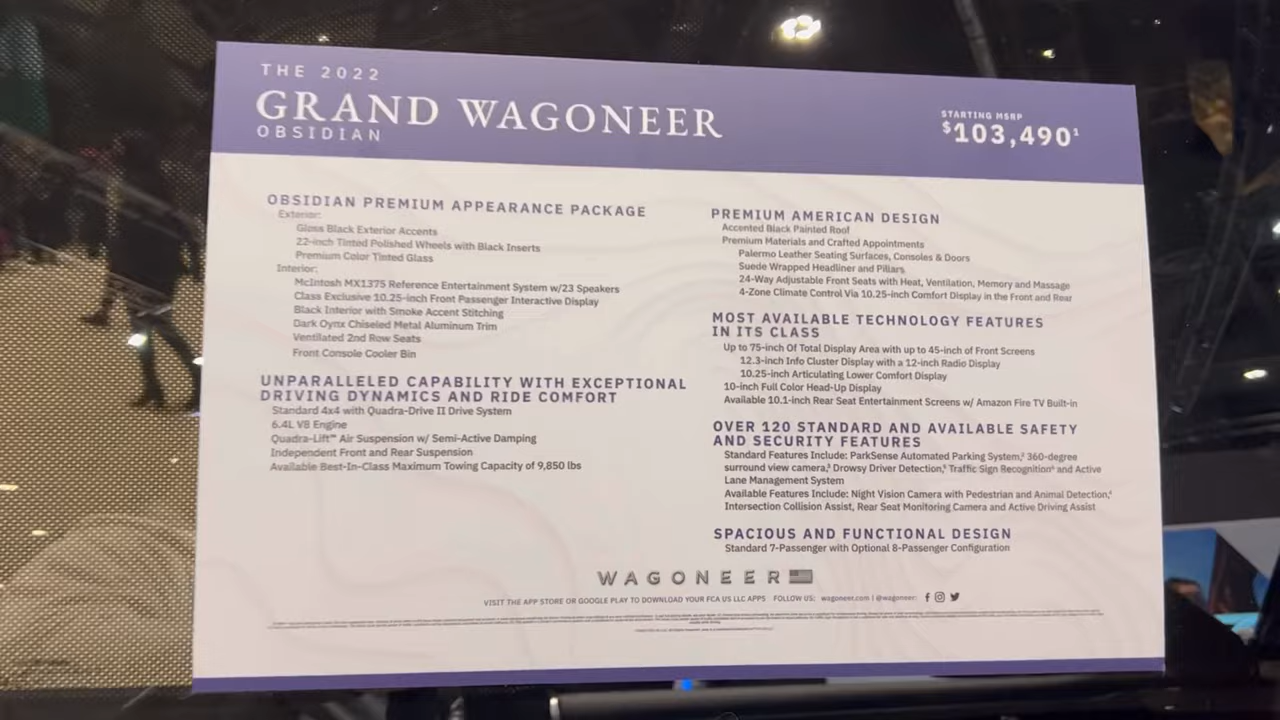 THE 2022
GRAND WAGONEER
OBSIDIAN
STARTING MSRP
$103,490¹
OBSIDIAN PREMIUM APPEARANCE PACKAGE
Exterior:
Gloss Black Exterior Accents
22-inch Tinted Polished Wheels with Black Inserts
Premium Color Tinted Glass
Interior:
McIntosh MX1375 Reference Entertainment System w/23 Speakers
Class Exclusive 10.25-inch Front Passenger Interactive Display
Black Interior with Smoke Accent Stitching
Dark Oynx Chiseled Metal Aluminum Trim
Ventilated 2nd Row Seats
Front Console Cooler Bin
UNPARALLELED CAPABILITY WITH EXCEPTIONAL
DRIVING DYNAMICS AND RIDE COMFORT
Standard 4x4 with Quadra-Drive II Drive System
6.4L V8 Engine
Quadra-Lift™ Air Suspension w/ Semi-Active Damping
Independent Front and Rear Suspension
Available Best-In-Class Maximum Towing Capacity of 9,850 lbs
PREMIUM AMERICAN DESIGN
Accented Black Painted Roof
Premium Materials and Crafted Appointments
Palermo Leather Seating Surfaces, Consoles & Doors
Suede Wrapped Headliner and Pillars
24-Way Adjustable Front Seats with Heat, Ventilation, Memory and Massage
4-Zone Climate Control Via 10.25-inch Comfort Display in the Front and Rear
MOST AVAILABLE TECHNOLOGY FEATURES
IN ITS CLASS
Up to 75-inch Of Total Display Area with up to 45-inch of Front Screens
12.3-inch Info Cluster Display with a 12-inch Radio Display
10.25-inch Articulating Lower Comfort Display
10-inch Full Color Head-Up Display
Available 10.1-inch Rear Seat Entertainment Screens w/ Amazon Fire TV Built-in
OVER 120 STANDARD AND AVAILABLE SAFETY
AND SECURITY FEATURES
Standard Features Include: ParkSense Automated Parking System, 360-degree
surround view camera, Drowsy Driver Detection, Traffic Sign Recognition and Active
Lane Management System
Available Features Include: Night Vision Camera with Pedestrian and Animal Detection,
Intersection Collision Assist, Rear Seat Monitoring Camera and Active Driving Assist
SPACIOUS AND FUNCTIONAL DESIGN
Standard 7-Passenger with Optional 8-Passenger Configuration
WAGONEER
VISIT THE APP STORE OR GOOGLE PLAY TO DOWNLOAD YOUR FCA US LLC APPS FOLLOW US: wagoneer.com | @wagoneer: